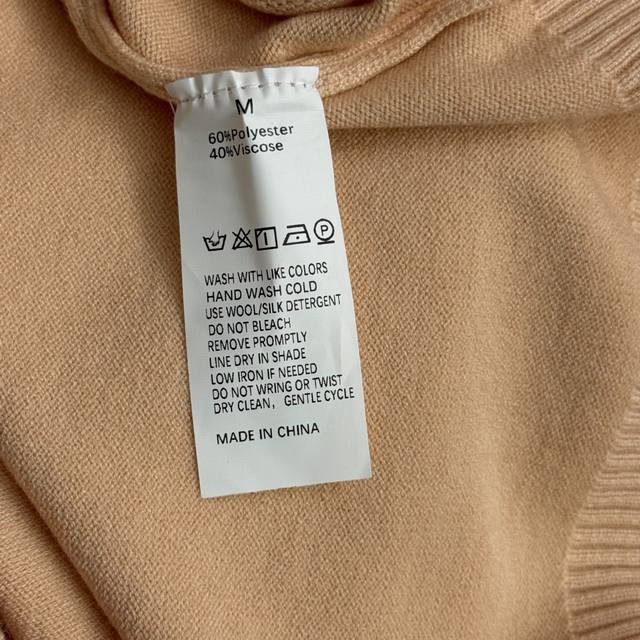 M
60%Polyester
40%Viscose
P
WASH WITH LIKE COLORS
HAND WASH COLD
USE WOOL/SILK DETERGENT
DO NOT BLEACH
REMOVE PROMPTLY
LINE DRY IN SHADE
LOW IRON IF NEEDED
DO NOT WRING OR TWIST
DRY CLEAN, GENTLE CYCLE
MADE IN CHINA